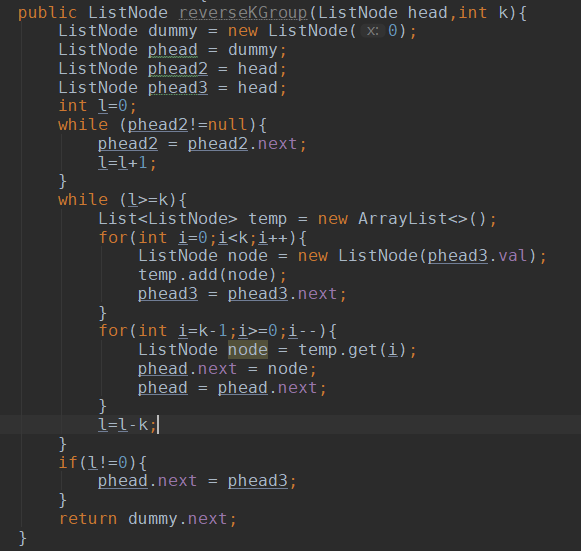 public ListNode reverseKGroup(ListNode head,int k){
ListNode dummy = new ListNode( x: 0);
ListNode phead = dummy;
ListNode phead2 = head;
ListNode phead3 = head;
int l=0;
while (phead2!=null){
phead2 = phead2.next;
l=l+1;
}
while (l>=k){
List<ListNode> temp = new ArrayList<>();
for(int i=0;i<k;i++){
ListNode node = new ListNode(phead3.val);
temp.add(node);
phead3 = phead3.next;
}
for(int i=k-1;i>=0;i--){
ListNode node = temp.get(i);
phead.next = node;
phead = phead.next;
}
l=l-k;
}
if(l!=0){
phead.next = phead3;
}
return dummy.next;
}